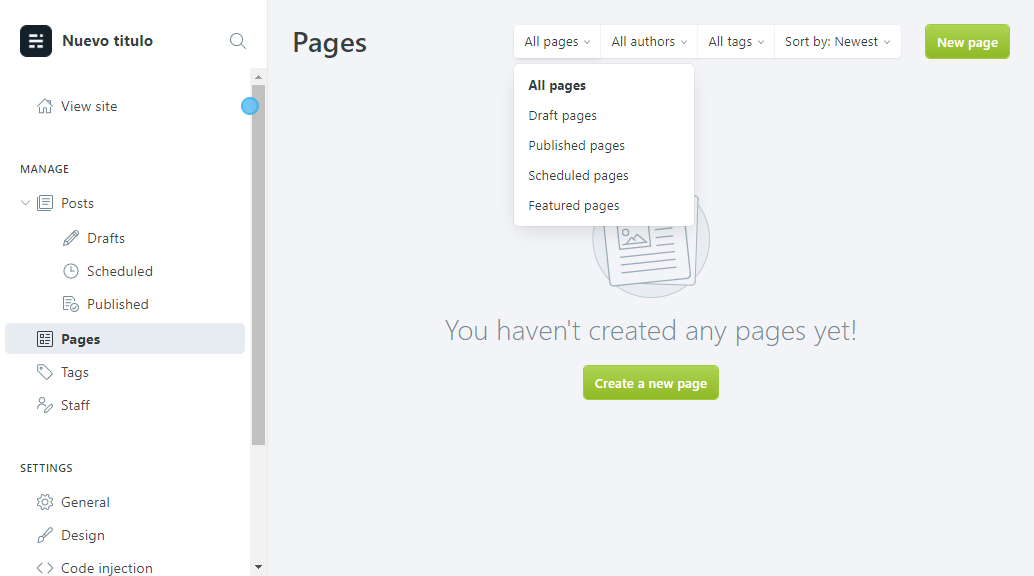 Nuevo titulo
View site
MANAGE
Posts
Drafts
Scheduled
Published
Pages
Tags
Staff
SETTINGS
General
Design
Code injection
Pages
All pages
All authors
All tags
Sort by: Newest
New page
All pages
Draft pages
Published pages
Scheduled pages
Featured pages
You haven't created any pages yet!
Create a new page